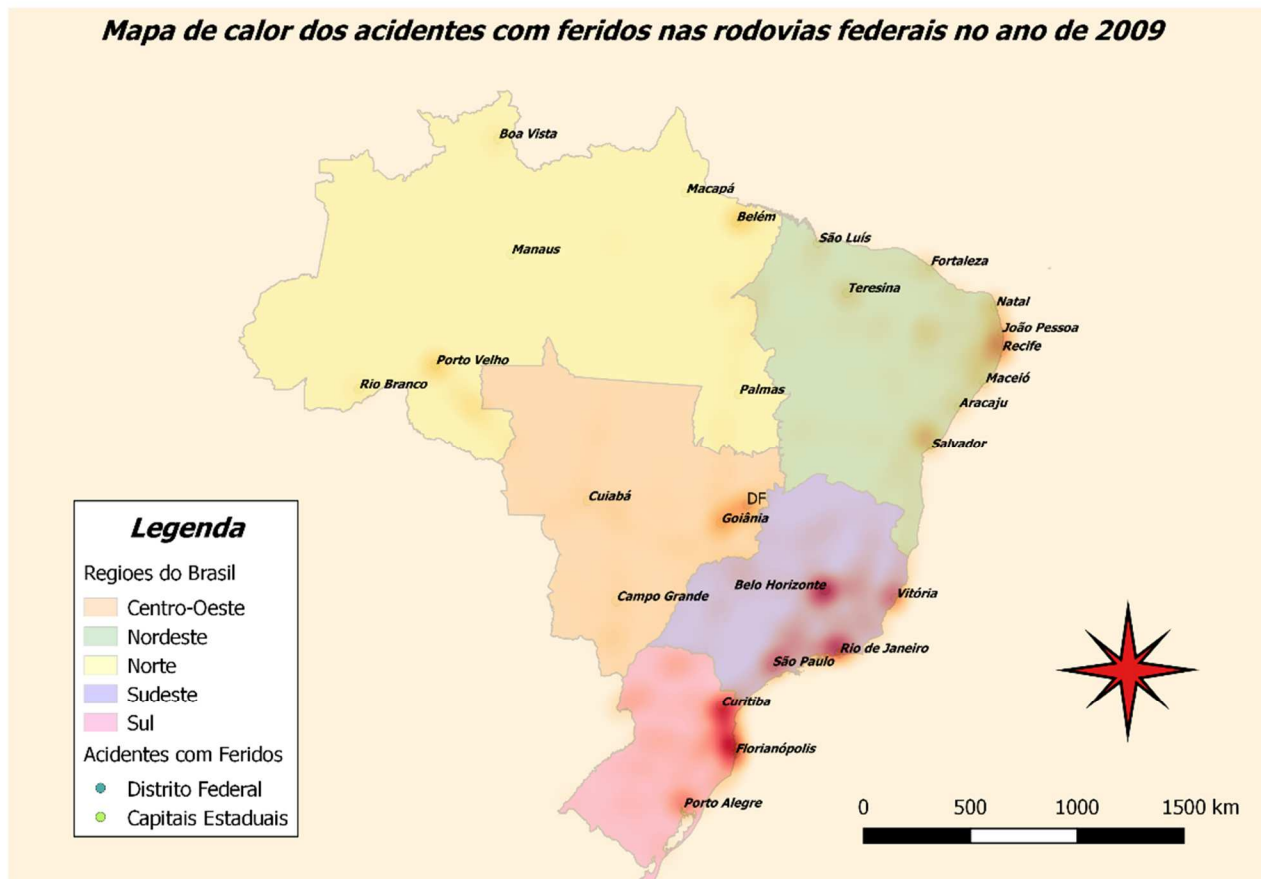 Mapa de calor dos acidentes com feridos nas rodovias federais no ano de 2009
Boa Vista
Macapá
Belém
Manaus
São Luís
Fortaleza
Teresina
Natal
João Pessoa
Recife
Porto Velho
Rio Branco
Palmas
Maceió
Aracaju
Salvador
Cuiabá
DF
Goiânia
Belo Horizonte
Campo Grande
Vitória
Rio de Janeiro
São Paulo
Curitiba
Florianópolis
Porto Alegre
Legenda
Regioes do Brasil
Centro-Oeste
Nordeste
Norte
Sudeste
Sul
Acidentes com Feridos
Distrito Federal
Capitais Estaduais
0 500 1000 1500 km